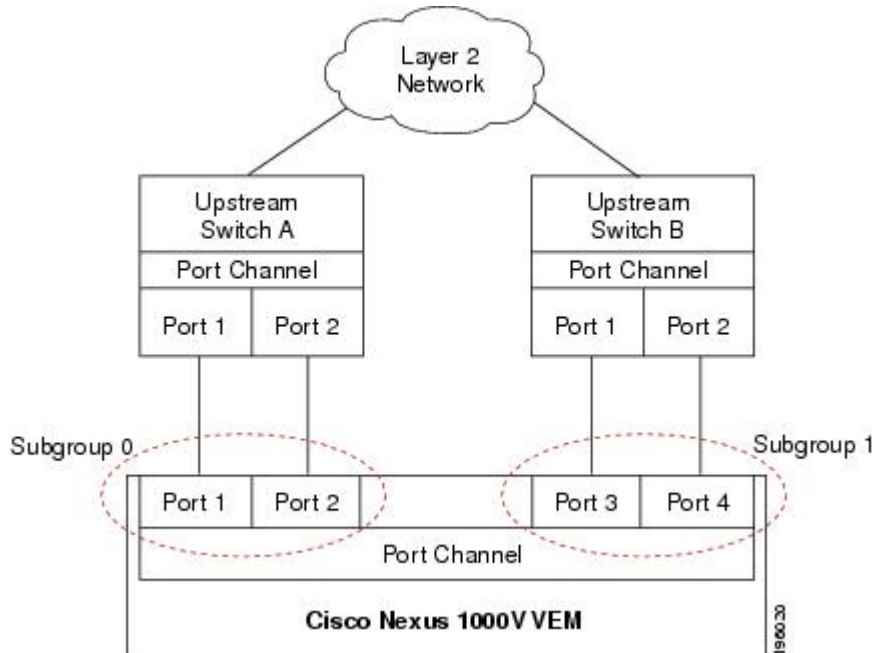 Layer 2
Network
Upstream
Switch A
Port Channel
Port 1
Port 2
Upstream
Switch B
Port Channel
Port 1
Port 2
Subgroup 0
Subgroup 1
Port 1
Port 2
Port 3
Port 4
Port Channel
Cisco Nexus 1000V VEM
196020